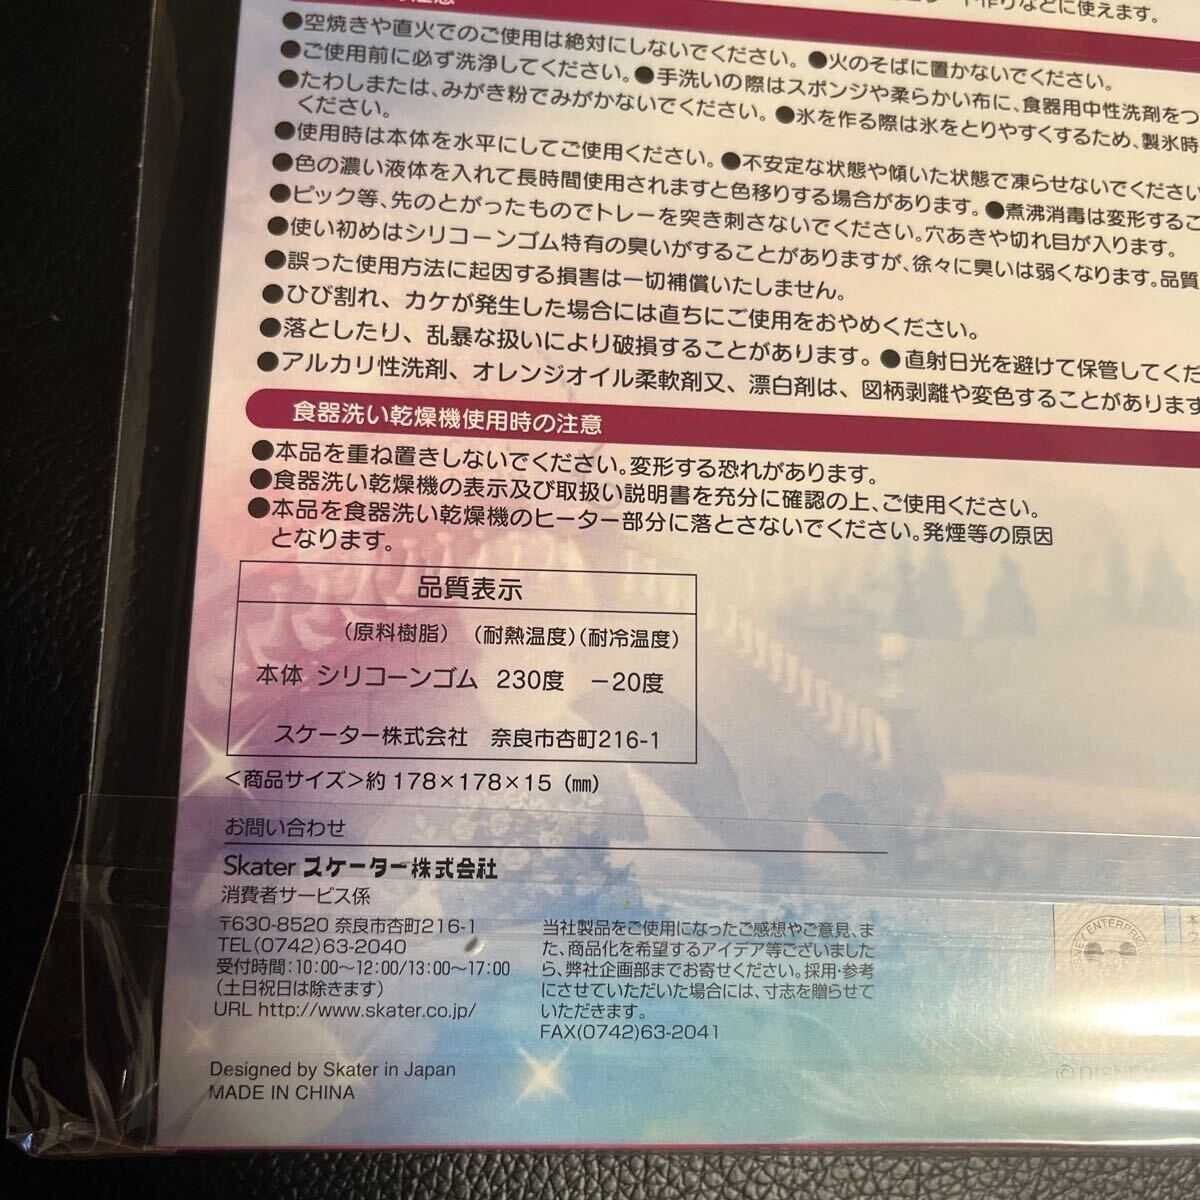 作りなどに使えます。
注意
●空焼きや直火でのご使用は絶対にしないでください。●火のそばに置かないでください。
●ご使用前に必ず洗浄してください。●手洗いの際はスポンジや柔らかい布に、食器用中性洗剤をつ
●たわしまたは、みがき粉でみがかないでください。●氷を作る際は氷をとりやすくするため、製氷時
ください。
●使用時は本体を水平にしてご使用ください。●不安定な状態や傾いた状態で凍らせないでください
●色の濃い液体を入れて長時間使用されますと色移りする場合があります。●煮沸消毒は変形するこ
●ピック等、先のとがったものでトレーを突き刺さないでください。穴あきや切れ目が入ります。
●使い初めはシリコーンゴム特有の臭いがすることがありますが、徐々に臭いは弱くなります。品質
●誤った使用方法に起因する損害は一切補償いたしません。
●ひび割れ、カケが発生した場合には直ちにご使用をおやめください。
●落としたり、乱暴な扱いにより破損することがあります。●直射日光を避けて保管してくだ
●アルカリ性洗剤、オレンジオイル柔軟剤又、漂白剤は、図柄剥離や変色することがあります
食器洗い乾燥機使用時の注意
●本品を重ね置きしないでください。変形する恐れがあります。
●食器洗い乾燥機の表示及び取扱い説明書を充分に確認の上、ご使用ください。
●本品を食器洗い乾燥機のヒーター部分に落とさないでください。発煙等の原因
となります。
品質表示
（原料樹脂）（耐熱温度）（耐冷温度）
本体 シリコーンゴム 230度 －20度
スケーター株式会社 奈良市杏町216-1
＜商品サイズ＞約178×178×15（㎜）
お問い合わせ
Skater スケーター株式会社
消費者サービス係
〒630-8520 奈良市杏町216-1
TEL(0742)63-2040
受付時間：10:00〜12:00/13:00〜17:00
(土日祝日は除きます)
URL http://www.skater.co.jp/
当社製品をご使用になったご感想やご意見、ま
た、商品化を希望するアイデア等ございました
ら、弊社企画部までお寄せください。採用・参考
にさせていただいた場合には、寸志を贈らせて
いただきます。
FAX(0742)63-2041
Designed by Skater in Japan
MADE IN CHINA
©DISNEY